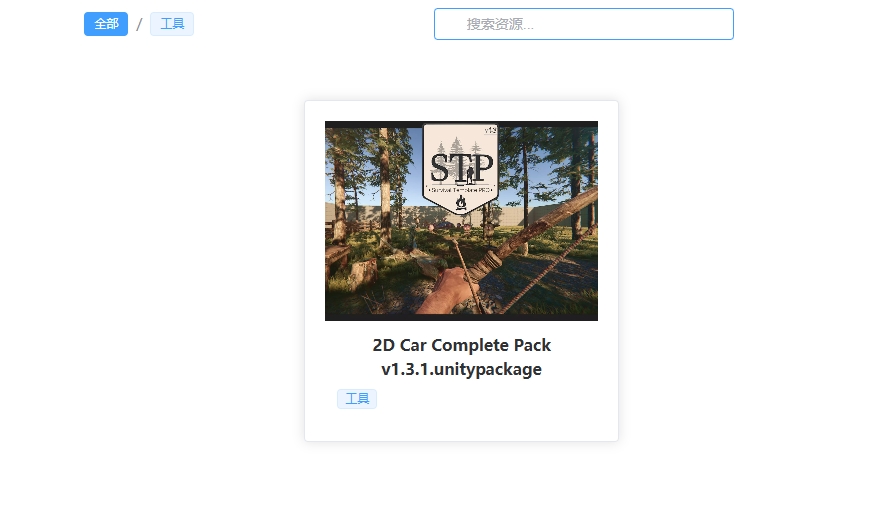 全部 / 工具
搜索资源...
v1.3
STP
Survival Template PRO
2D Car Complete Pack
v1.3.1.unitypackage
工具